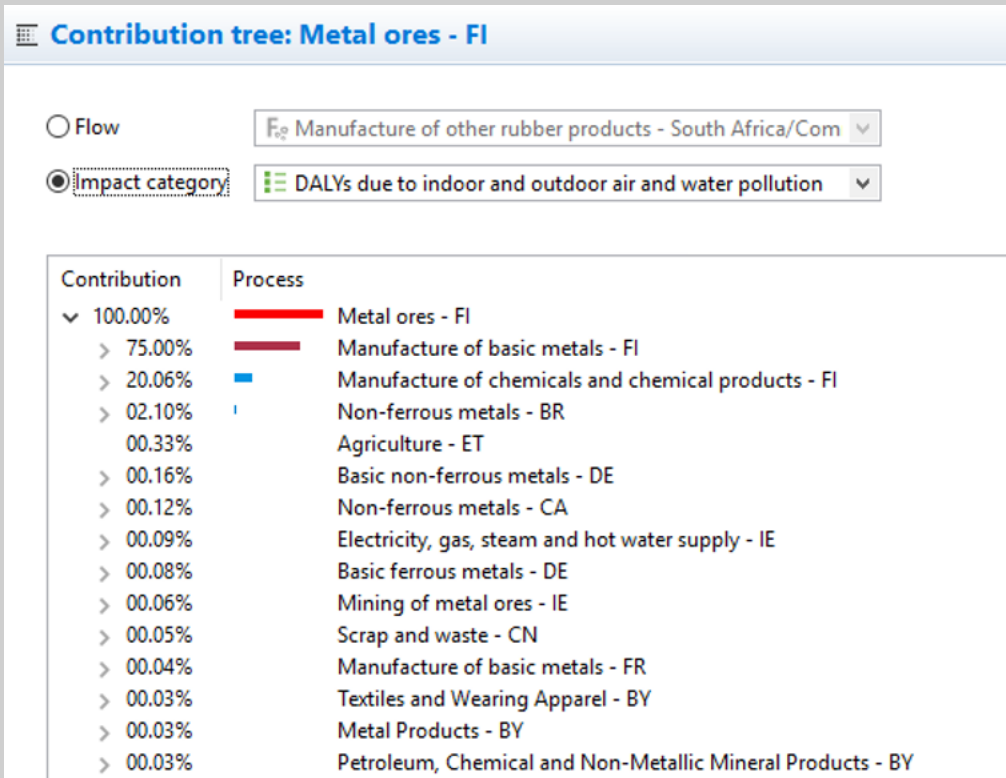 Contribution tree: Metal ores - FI
Flow
Manufacture of other rubber products - South Africa/Com
Impact category
DALYs due to indoor and outdoor air and water pollution
Contribution Process
100.00% Metal ores - FI
75.00% Manufacture of basic metals - FI
20.06% Manufacture of chemicals and chemical products - FI
02.10% Non-ferrous metals - BR
00.33% Agriculture - ET
00.16% Basic non-ferrous metals - DE
00.12% Non-ferrous metals - CA
00.09% Electricity, gas, steam and hot water supply - IE
00.08% Basic ferrous metals - DE
00.06% Mining of metal ores - IE
00.05% Scrap and waste - CN
00.04% Manufacture of basic metals - FR
00.03% Textiles and Wearing Apparel - BY
00.03% Metal Products - BY
00.03% Petroleum, Chemical and Non-Metallic Mineral Products - BY